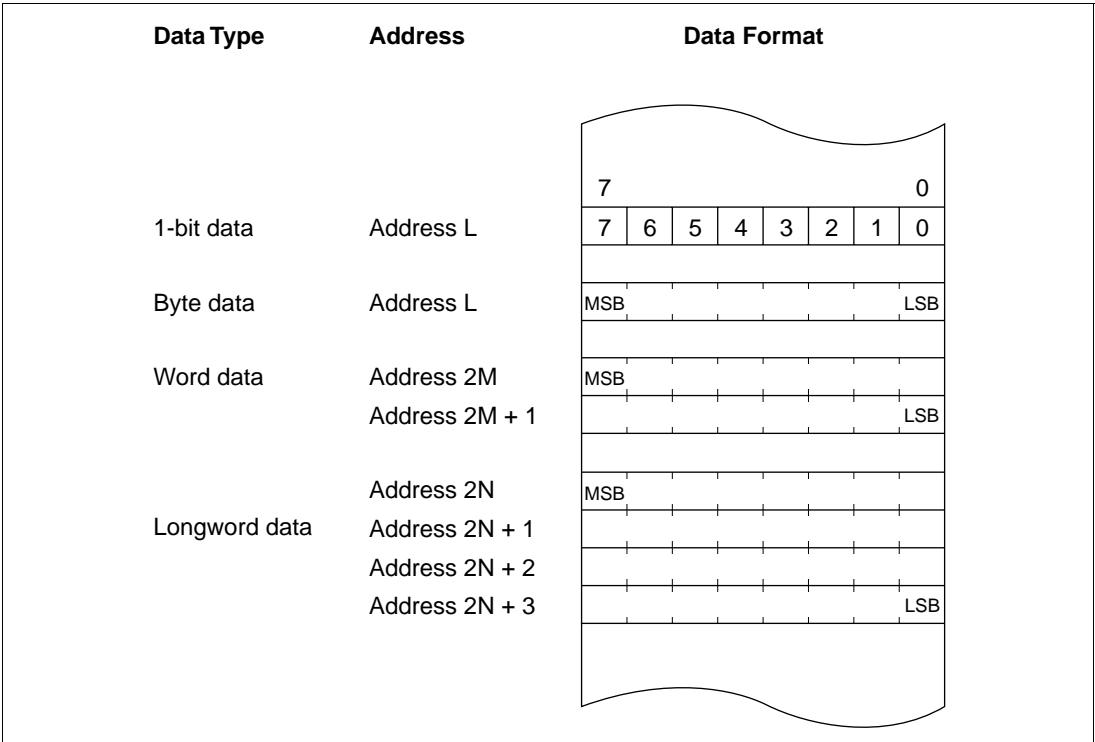 Data Type Address Data Format
7 0
1-bit data Address L 7 6 5 4 3 2 1 0
Byte data Address L MSB LSB
Word data Address 2M MSB
Address 2M + 1 LSB
Address 2N MSB
Longword data Address 2N + 1
Address 2N + 2
Address 2N + 3 LSB